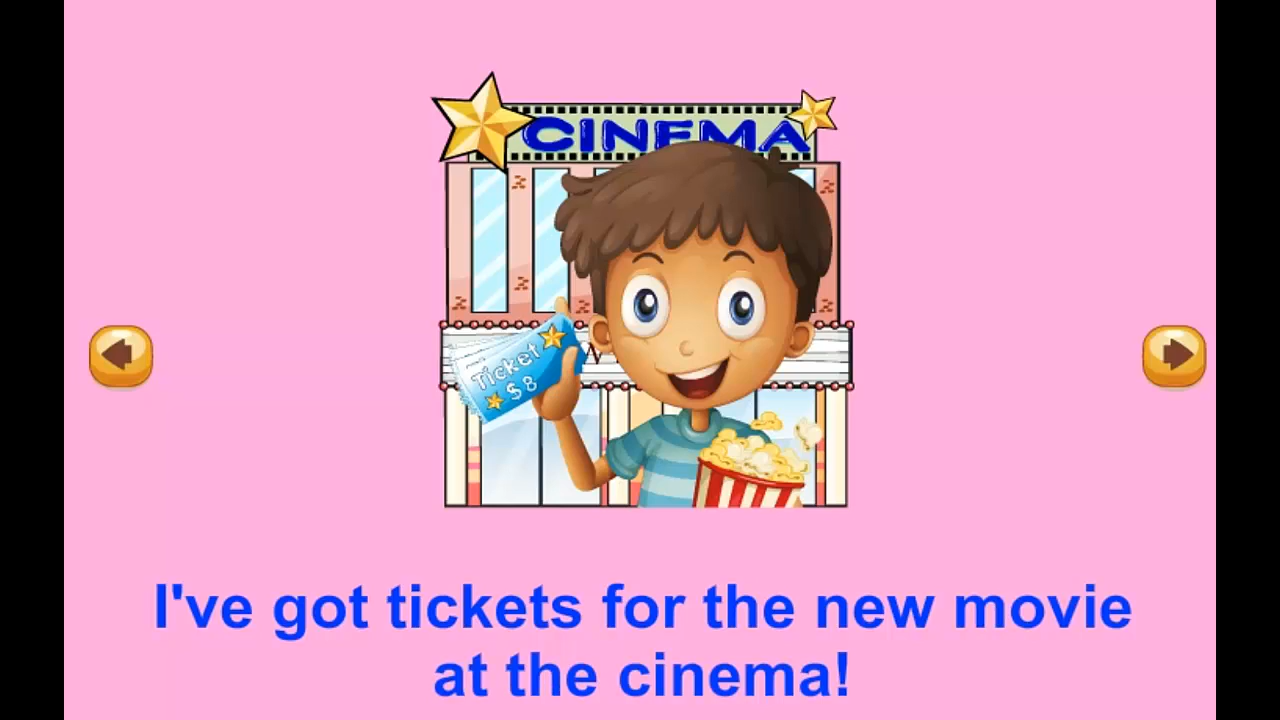 CINEMA
Ticket
$8
I've got tickets for the new movie
at the cinema!